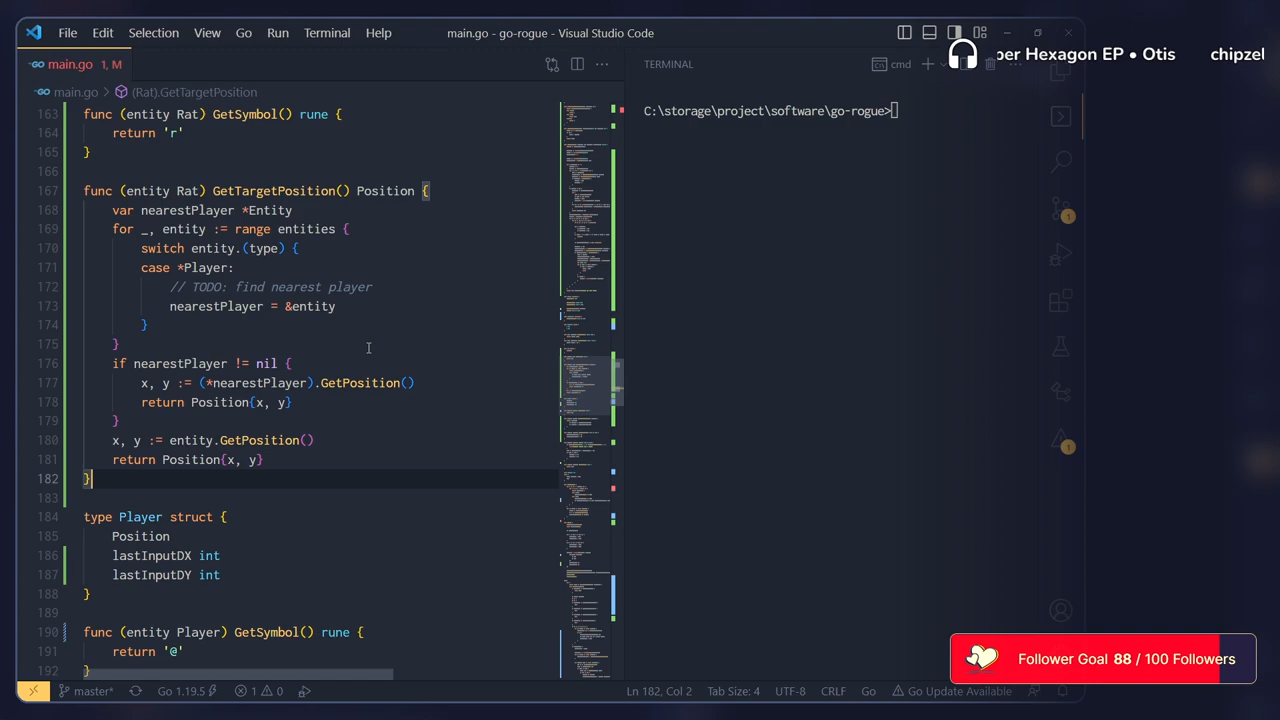 File Edit Selection View Go Run Terminal Help
main.go - go-rogue - Visual Studio Code
per Hexagon EP • Otis chipzel
main.go 1, M
TERMINAL
cmd
main.go > (Rat).GetTargetPosition
C:\storage\project\software\go-rogue>
163 func (entity Rat) GetSymbol() rune {
164 return 'r'
165 }
166
167 func (entity Rat) GetTargetPosition() Position {
168 var nearestPlayer *Entity
169 for _, entity := range entities {
170 switch entity.(type) {
171 case *Player:
172 // TODO: find nearest player
173 nearestPlayer = &entity
174 }
175 }
176 if nearestPlayer != nil {
177 x, y := (*nearestPlayer).GetPosition()
178 return Position{x, y}
179 }
180 x, y := entity.GetPosition()
181 return Position{x, y}
182 }
183
184 type Player struct {
185 Position
186 lastInputDX int
187 lastInputDY int
188 }
189
190 func (entity Player) GetSymbol() rune {
191 return '@'
192 }
1
1
Follower Goal 88 / 100 Followers
master* Go 1.19.5 1 0
Ln 182, Col 2 Tab Size: 4 UTF-8 CRLF Go Go Update Available